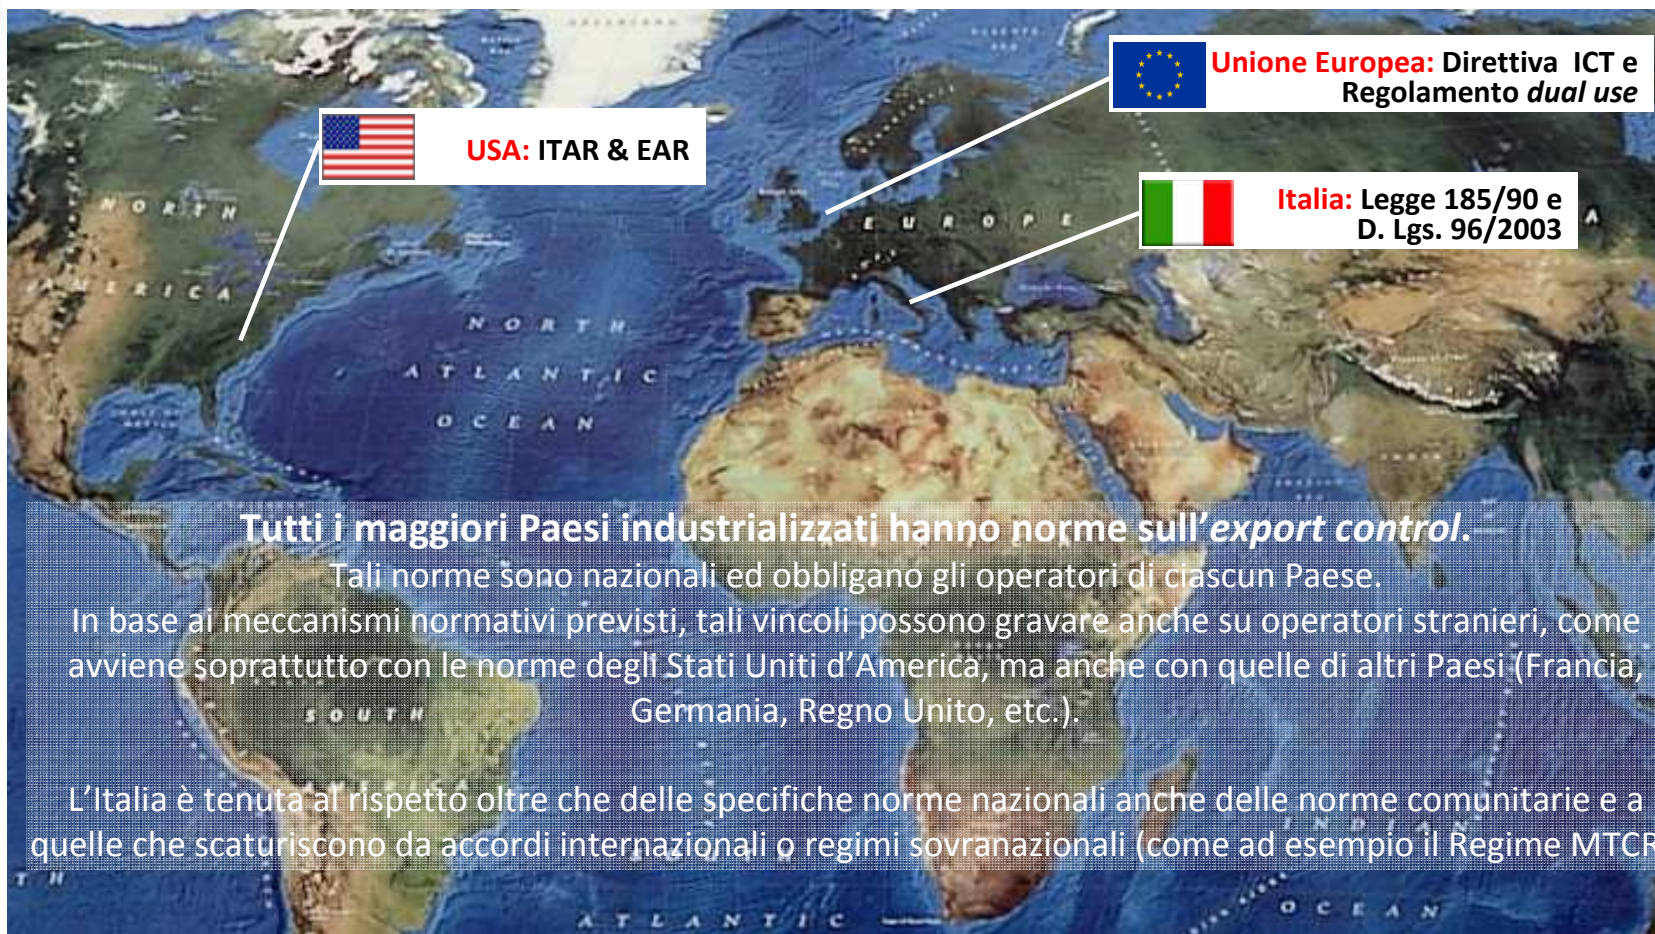 USA: ITAR & EAR
Unione Europea: Direttiva ICT e
Regolamento dual use
Italia: Legge 185/90 e
D. Lgs. 96/2003
NORTH
AMERICA
EUROPE
NORTH
ATLANTIC
OCEAN
Tutti i maggiori Paesi industrializzati hanno norme sull’export control.
Tali norme sono nazionali ed obbligano gli operatori di ciascun Paese.
In base ai meccanismi normativi previsti, tali vincoli possono gravare anche su operatori stranieri, come
avviene soprattutto con le norme degli Stati Uniti d’America, ma anche con quelle di altri Paesi (Francia,
Germania, Regno Unito, etc.).
SOUTH
AMERICA
L’Italia è tenuta al rispetto oltre che delle specifiche norme nazionali anche delle norme comunitarie e a
quelle che scaturiscono da accordi internazionali o regimi sovranazionali (come ad esempio il Regime MTCR
INDIAN
SOUTH
ATLANTIC
OCEAN